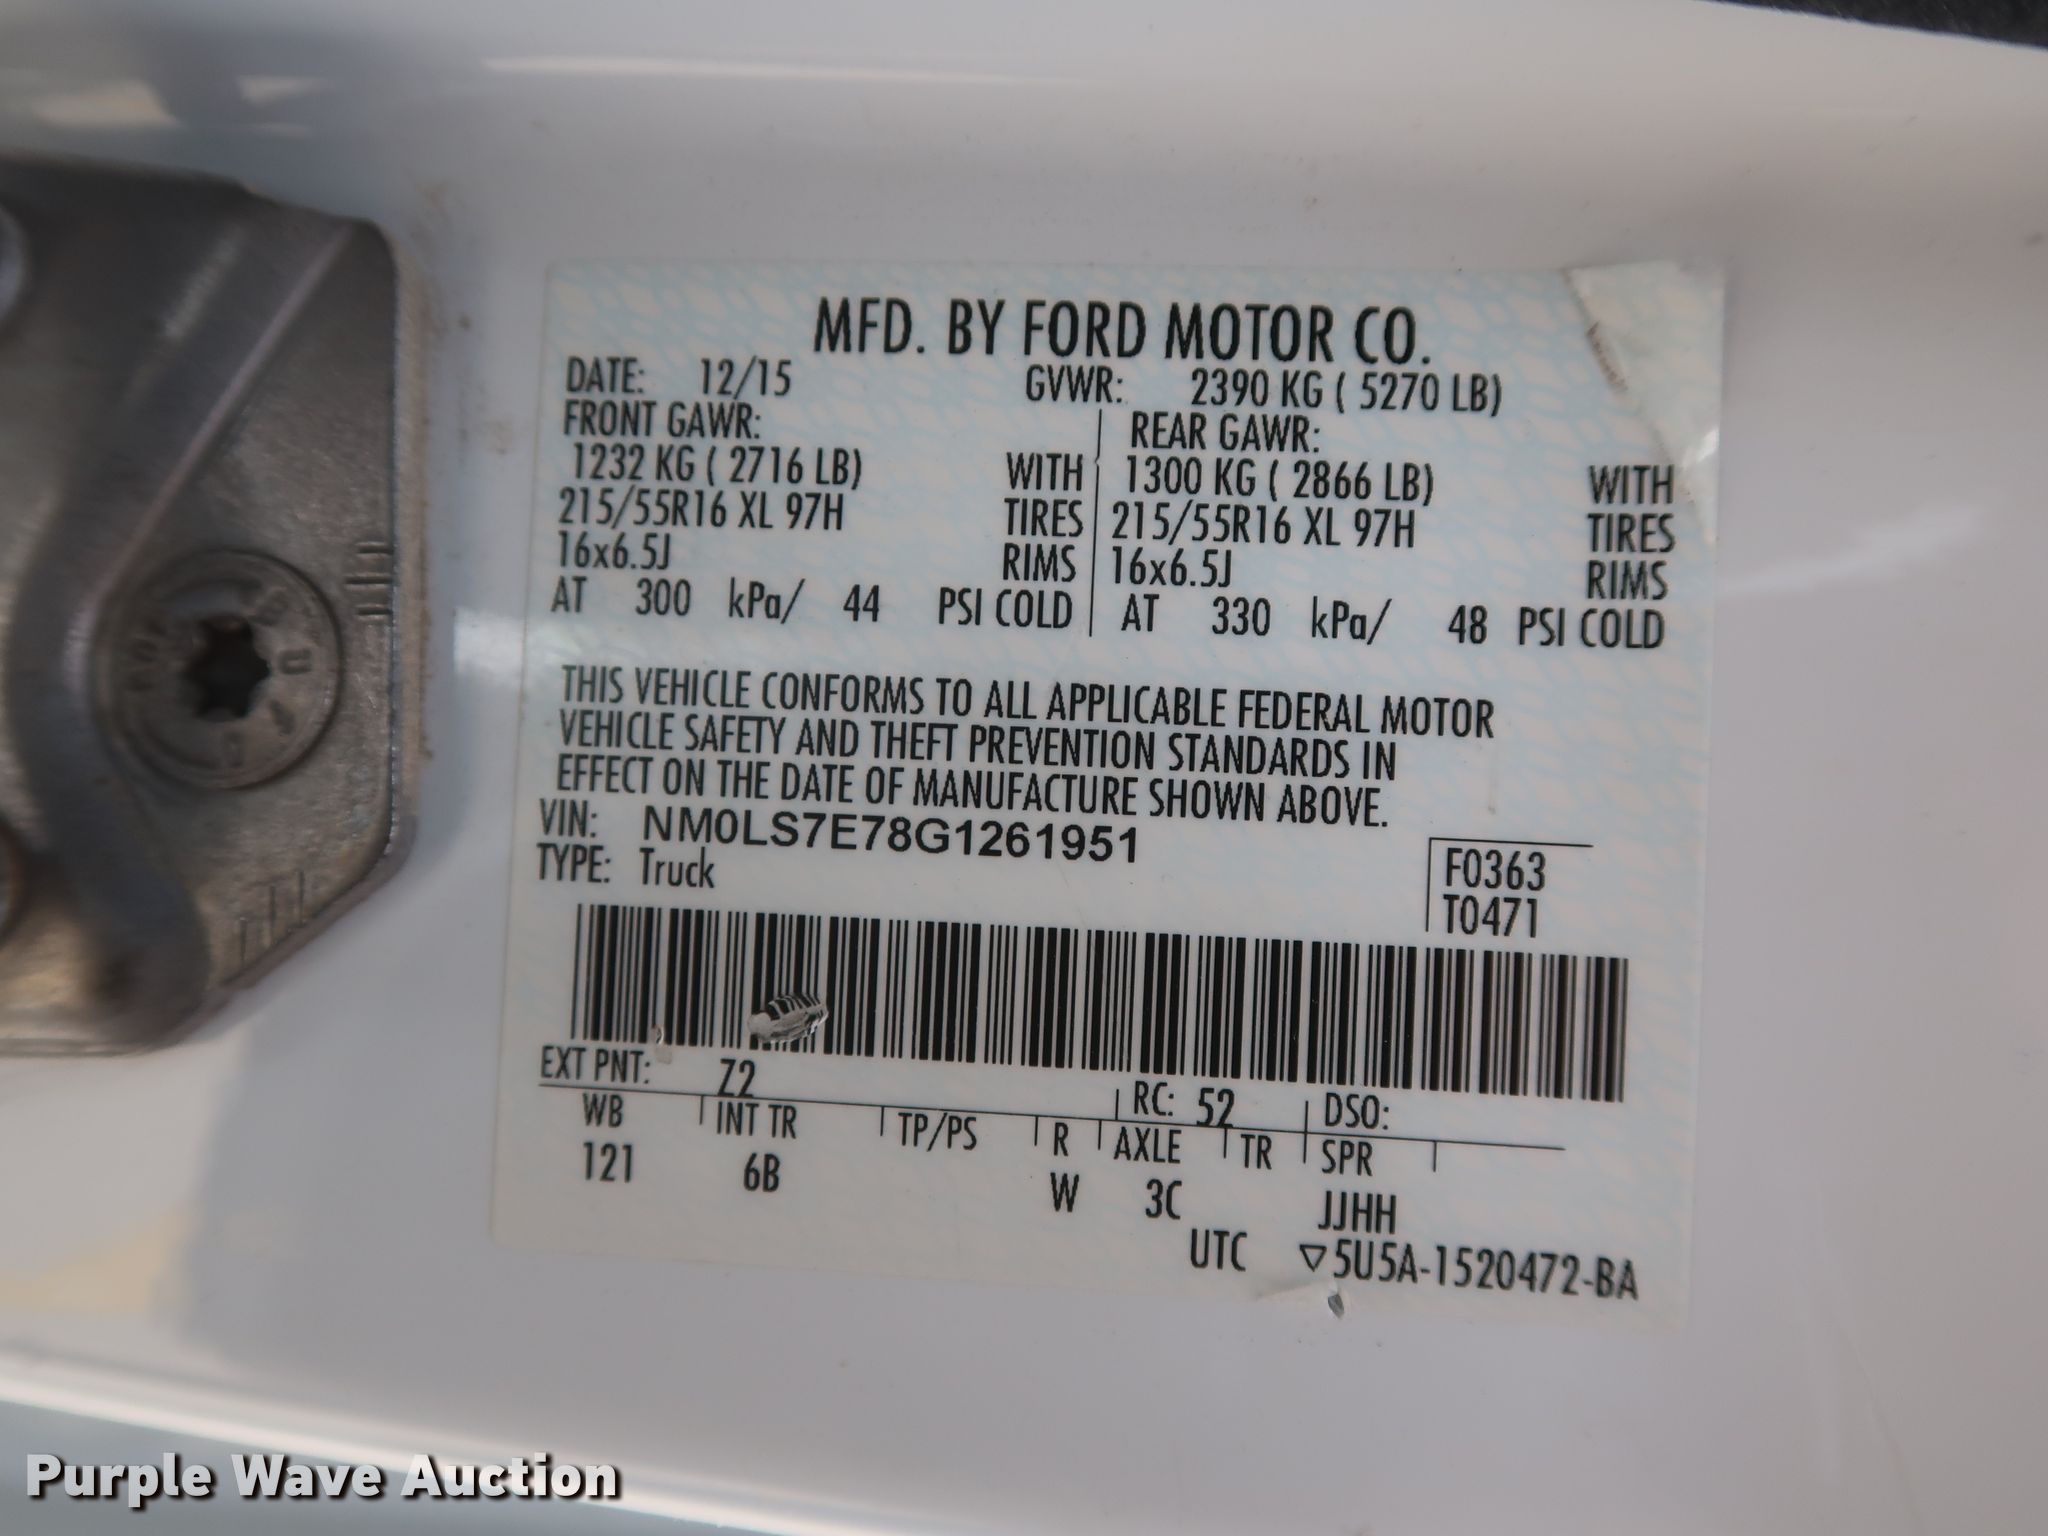 MFD. BY FORD MOTOR CO.
DATE: 12/15 GVWR: 2390 KG ( 5270 LB)
FRONT GAWR: REAR GAWR:
1232 KG ( 2716 LB) WITH 1300 KG ( 2866 LB) WITH
215/55R16 XL 97H TIRES 215/55R16 XL 97H TIRES
16x6.5J RIMS 16x6.5J RIMS
AT 300 kPa/ 44 PSI COLD AT 330 kPa/ 48 PSI COLD
THIS VEHICLE CONFORMS TO ALL APPLICABLE FEDERAL MOTOR
VEHICLE SAFETY AND THEFT PREVENTION STANDARDS IN
EFFECT ON THE DATE OF MANUFACTURE SHOWN ABOVE.
VIN: NM0LS7E78G1261951
TYPE: Truck
F0363
T0471
EXT PNT: Z2 RC: 52 DSO:
WB INT TR TP/PS R AXLE TR SPR
121 6B W 3C JJHH
UTC ▽5U5A-1520472-BA
Purple Wave Auction